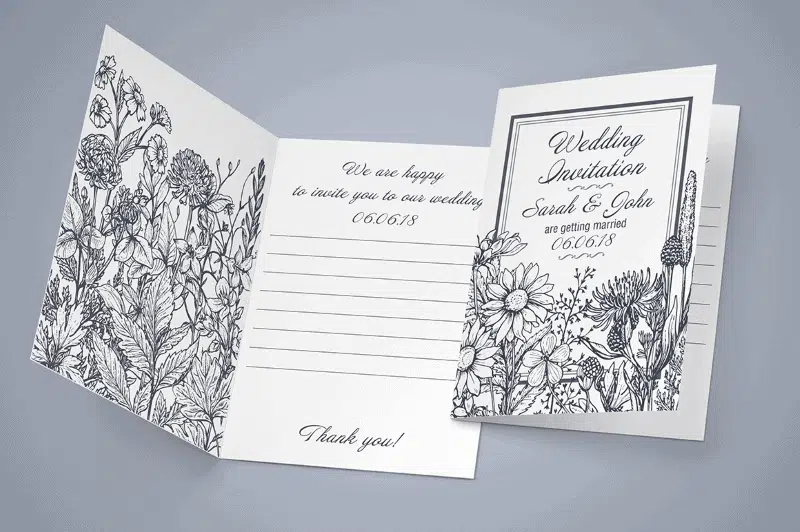 We are happy
to invite you to our wedding
06.06.18
Thank you!
Wedding
Invitation
Sarah & John
are getting married
06.06.18